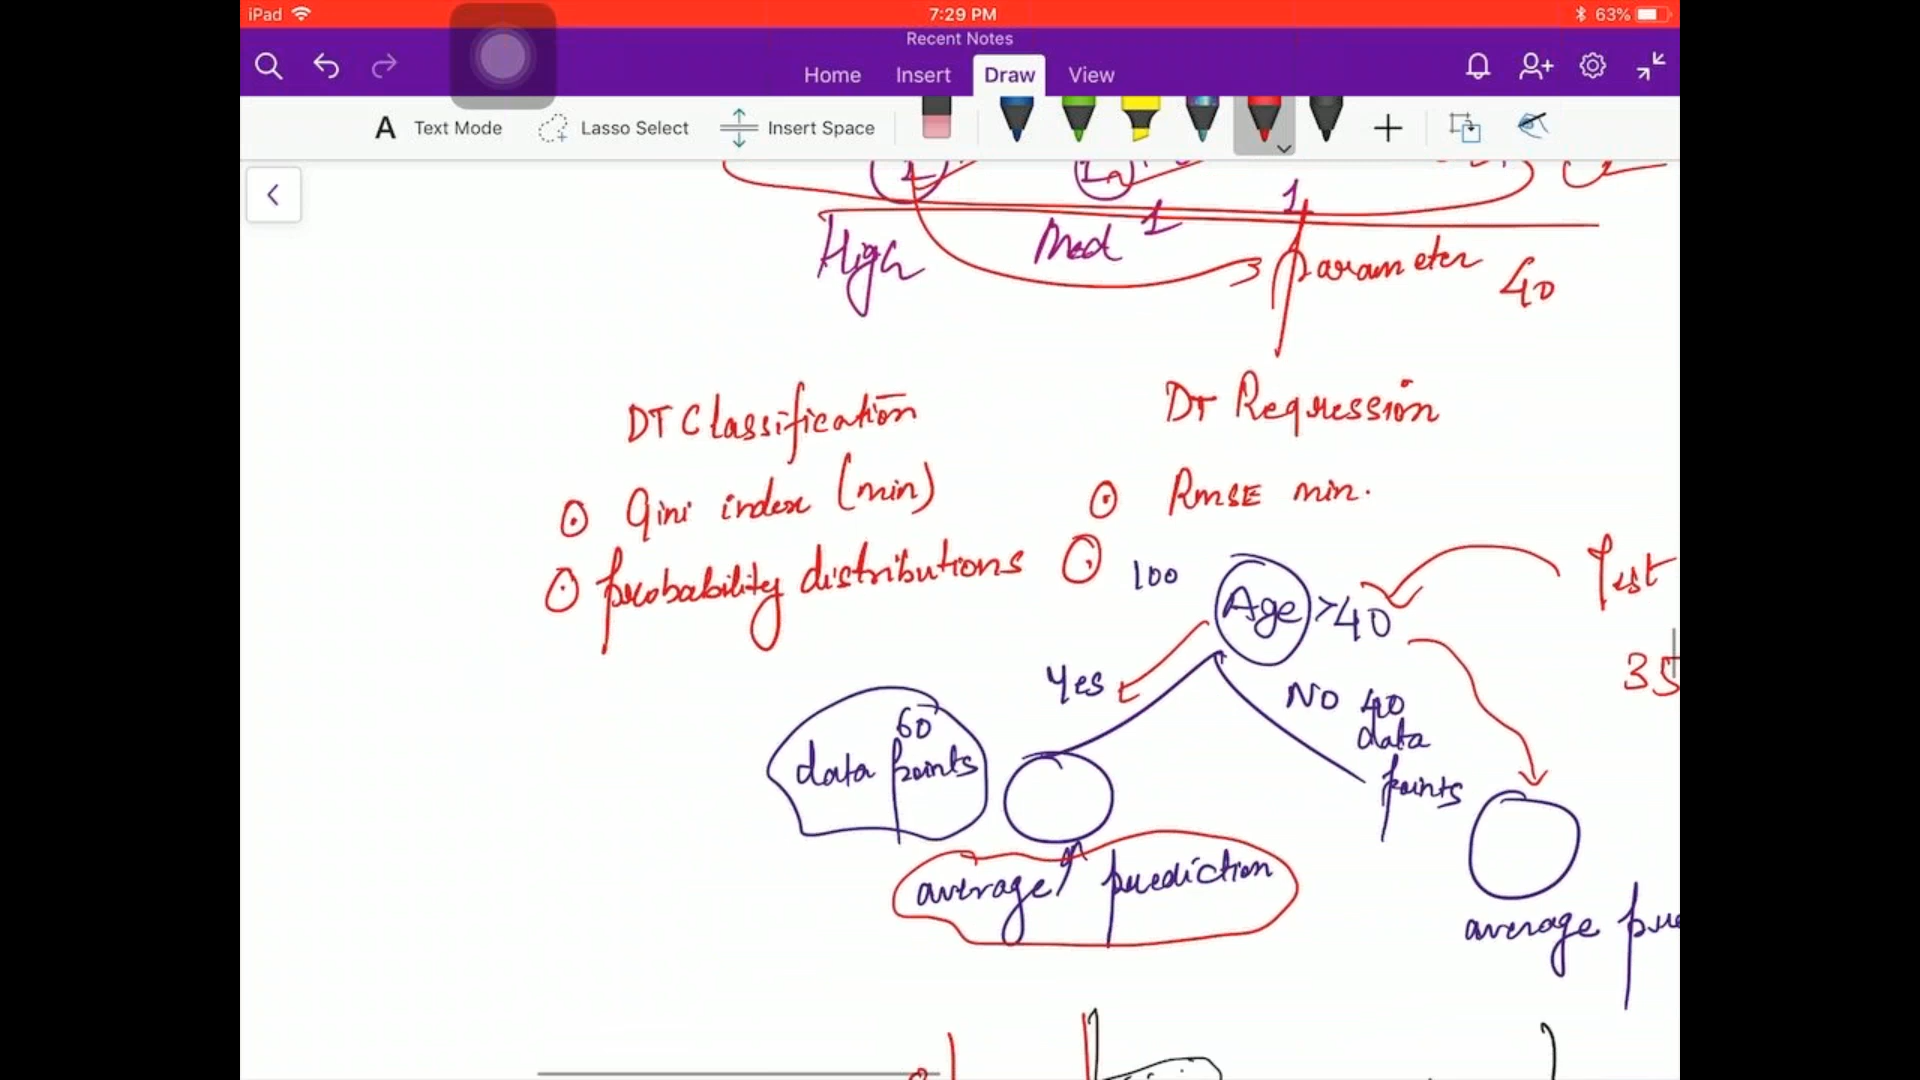 iPad 7:29 PM 63%
Recent Notes
Home Insert Draw View
A Text Mode Lasso Select Insert Space
1
High Med 1 parameter 40
DT Classification DT Regression
Gini index (min) RMSE min.
probability distributions 100 Age >40 Test
Yes NO 40 35
60 data
data points points
average prediction
average